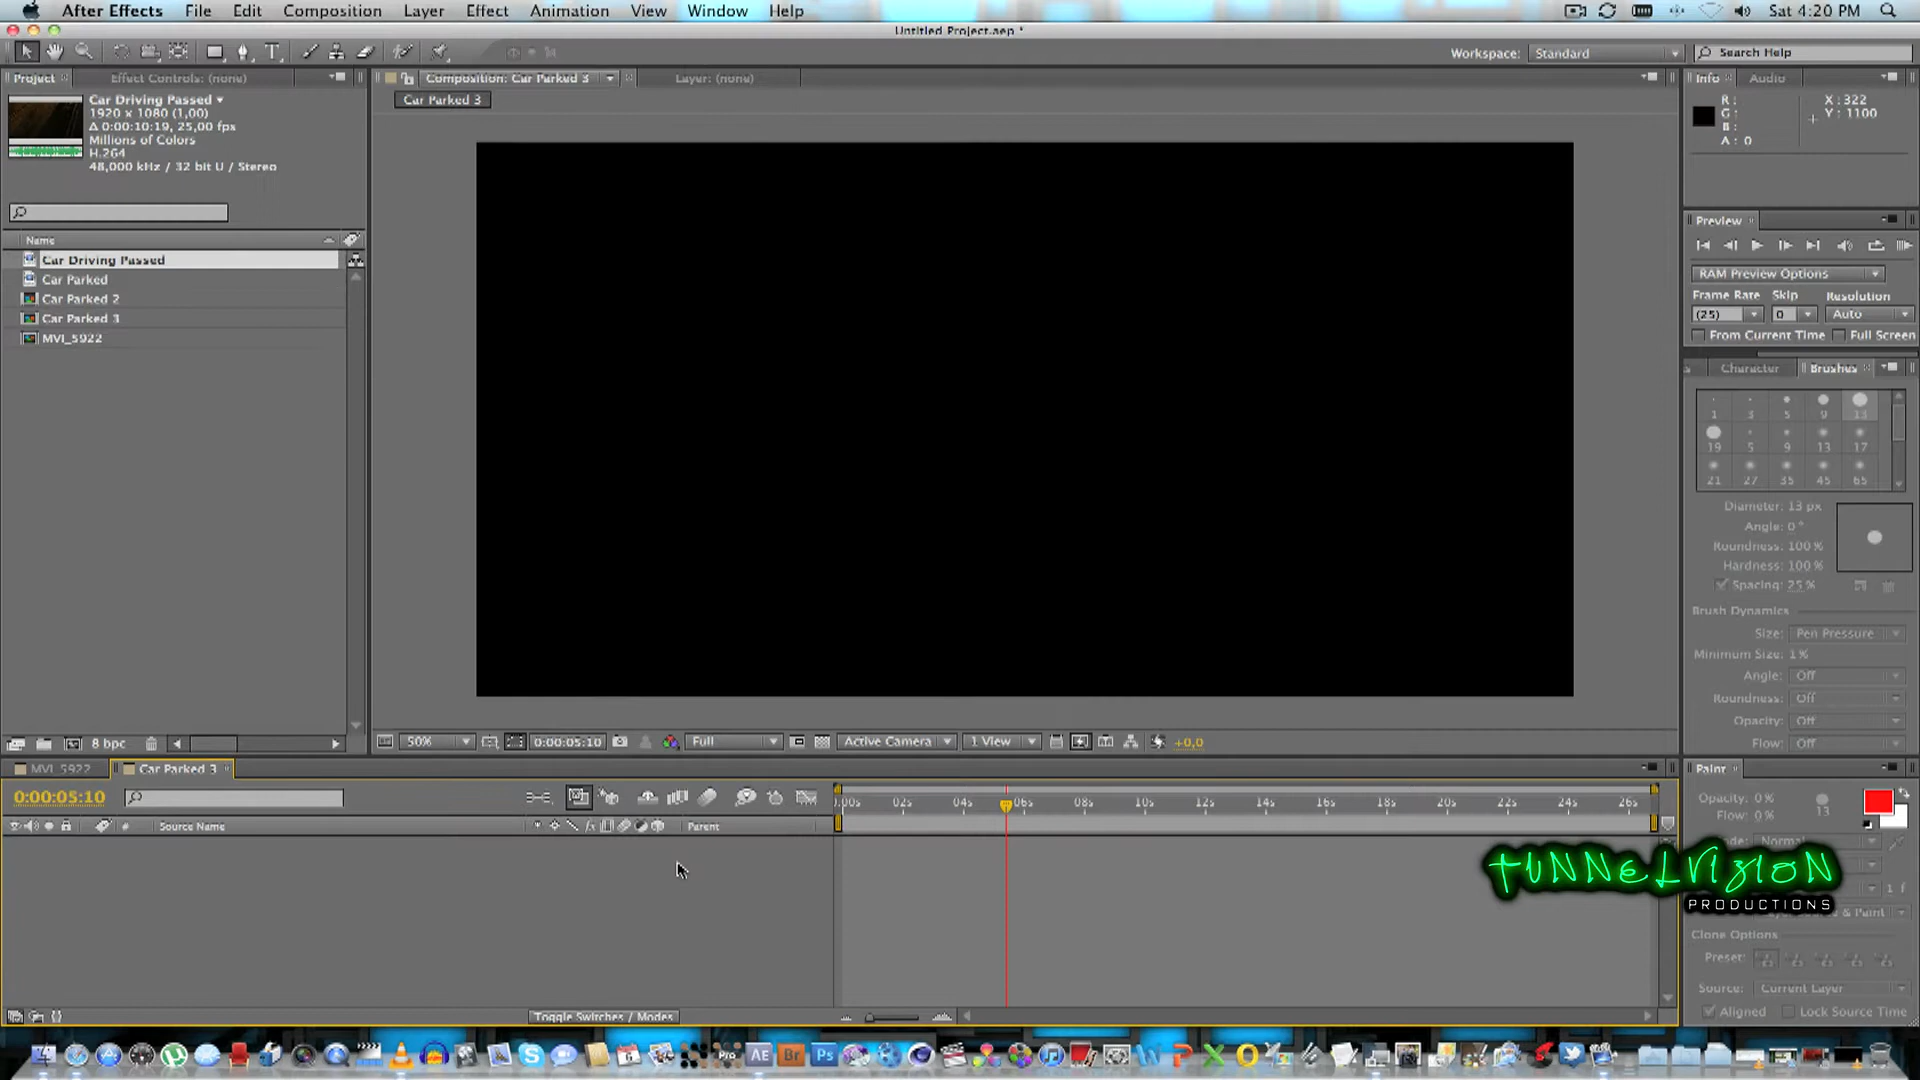 After Effects File Edit Composition Layer Effect Animation View Window Help Sat 4:20 PM
Untitled Project.aep *
Workspace: Standard Search Help
Project Effect Controls: (none) Composition: Car Parked 3 Layer: (none) Info Audio
Car Parked 3
Car Driving Passed
1920 x 1080 (1,00)
Δ 0:00:10:19, 25,00 fps
Millions of Colors
H.264
48,000 kHz / 32 bit U / Stereo
R:
G:
B:
A: 0
X: 322
Y: 1100
Name
Car Driving Passed
Car Parked
Car Parked 2
Car Parked 3
MVI_5922
Preview
RAM Preview Options
Frame Rate Skip Resolution
(25) 0 Auto
From Current Time Full Screen
Character Brushes
1 3 5 9 13
19 5 9 13 17
21 27 35 45 65
Diameter: 13 px
Angle: 0°
Roundness: 100 %
Hardness: 100 %
Spacing: 25 %
Brush Dynamics
Size: Pen Pressure
Minimum Size: 1 %
Angle: Off
Roundness: Off
Opacity: Off
Flow: Off
8 bpc
50% 0:00:05:10 Full Active Camera 1 View +0,0
MVI_5922 Car Parked 3
0:00:05:10
# Source Name Parent
:00s 02s 04s 06s 08s 10s 12s 14s 16s 18s 20s 22s 24s 26s
Toggle Switches / Modes
Paint
Opacity: 0 %
Flow: 0 %
13
Mode: Normal
1 f
& Paint
Clone Options
Preset:
Source: Current Layer
Aligned Lock Source Time
tUNNeLVIZION
PRODUCTIONS
Pro AE Br Ps